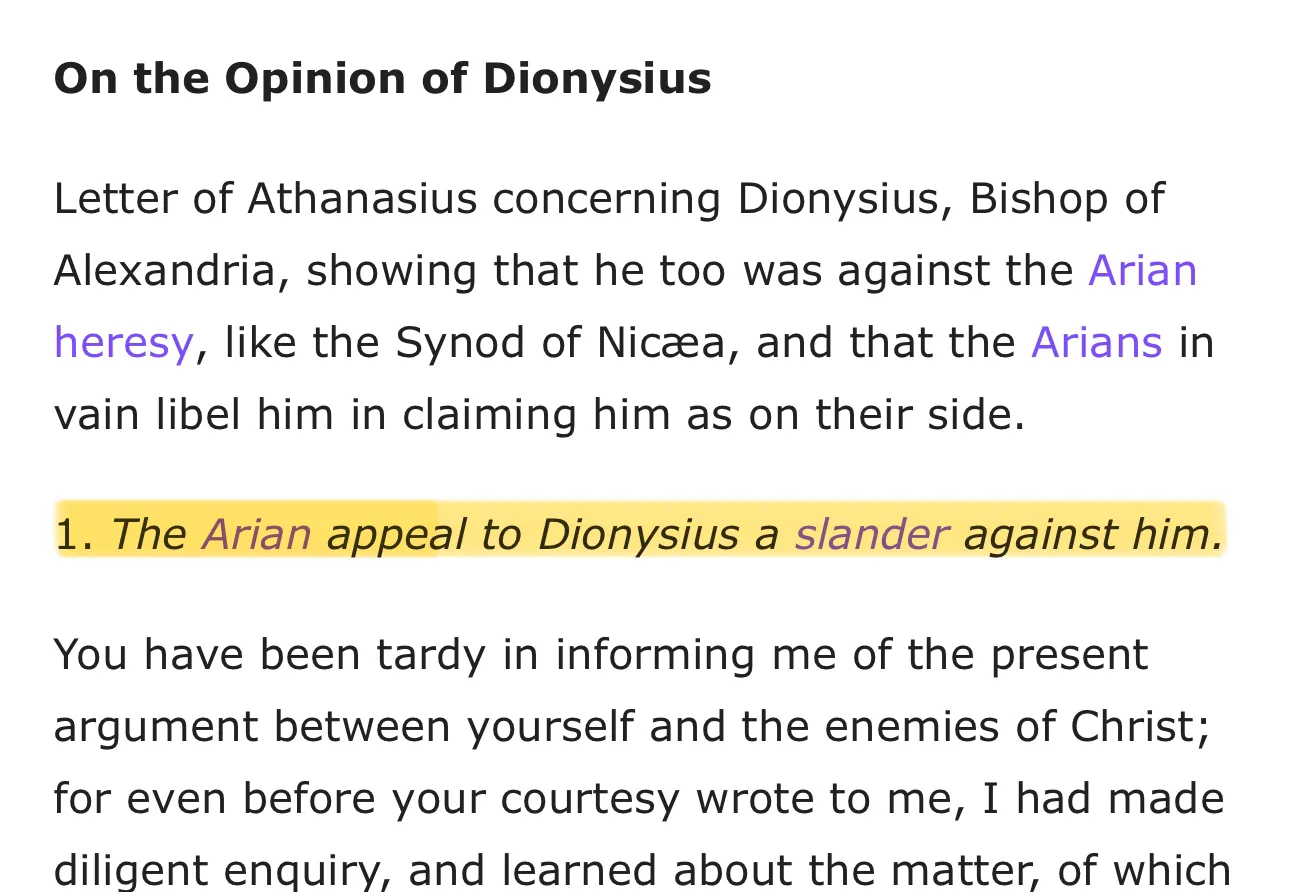 On the Opinion of Dionysius
Letter of Athanasius concerning Dionysius, Bishop of
Alexandria, showing that he too was against the Arian
heresy, like the Synod of Nicæa, and that the Arians in
vain libel him in claiming him as on their side.
1. The Arian appeal to Dionysius a slander against him.
You have been tardy in informing me of the present
argument between yourself and the enemies of Christ;
for even before your courtesy wrote to me, I had made
diligent enquiry, and learned about the matter, of which